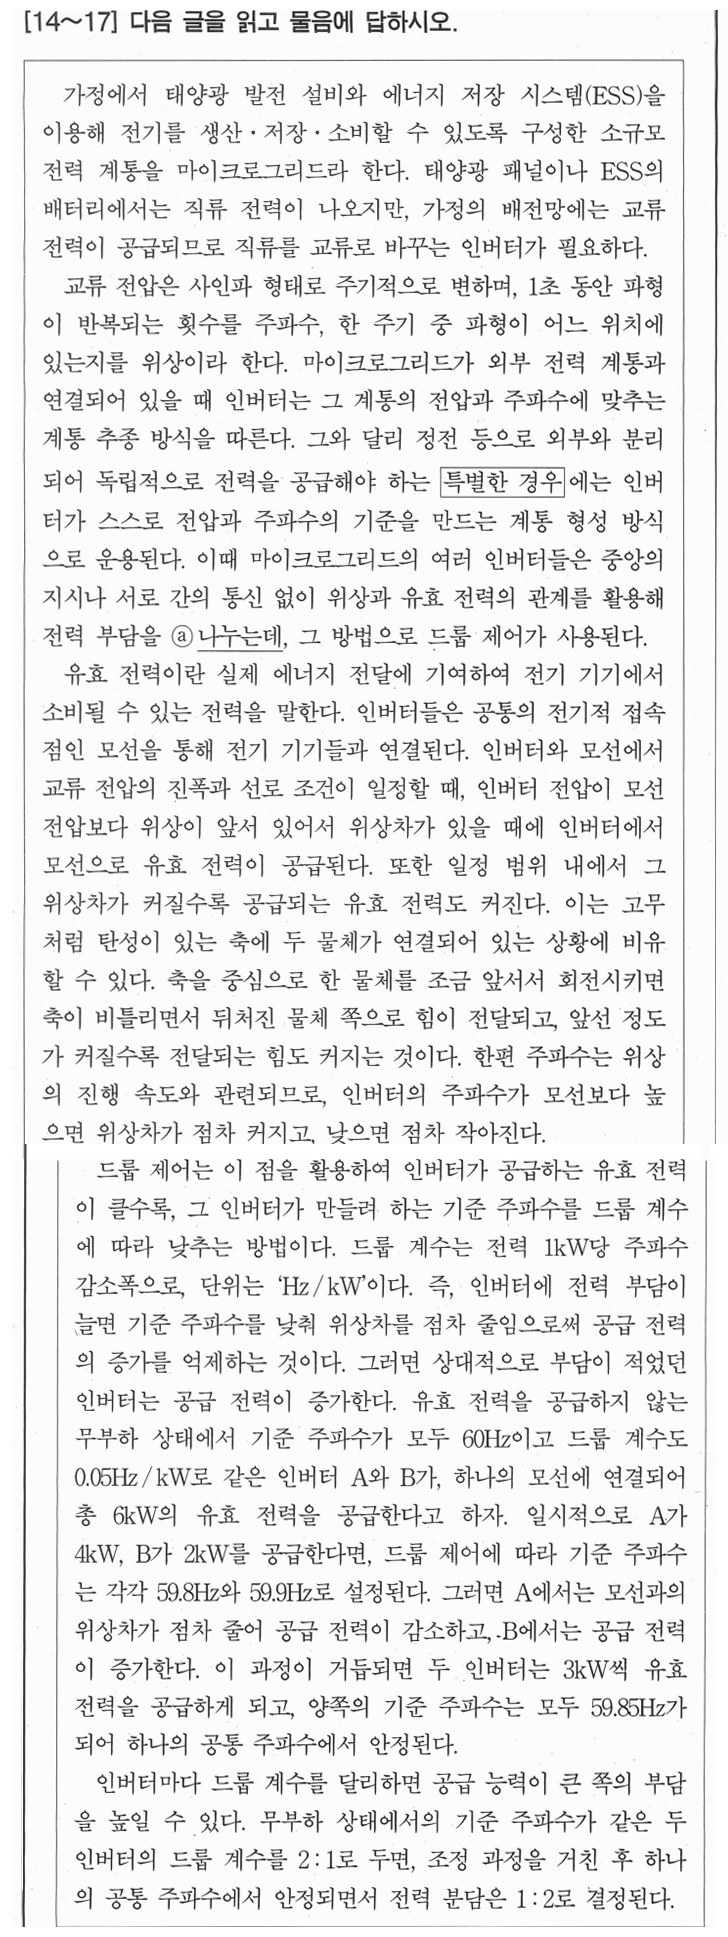 [14~17] 다음 글을 읽고 물음에 답하시오.
가정에서 태양광 발전 설비와 에너지 저장 시스템(ESS)을
이용해 전기를 생산·저장·소비할 수 있도록 구성한 소규모
전력 계통을 마이크로그리드라 한다. 태양광 패널이나 ESS의
배터리에서는 직류 전력이 나오지만, 가정의 배전망에는 교류
전력이 공급되므로 직류를 교류로 바꾸는 인버터가 필요하다.
교류 전압은 사인파 형태로 주기적으로 변하며, 1초 동안 파형
이 반복되는 횟수를 주파수, 한 주기 중 파형이 어느 위치에
있는지를 위상이라 한다. 마이크로그리드가 외부 전력 계통과
연결되어 있을 때 인버터는 그 계통의 전압과 주파수에 맞추는
계통 추종 방식을 따른다. 그와 달리 정전 등으로 외부와 분리
되어 독립적으로 전력을 공급해야 하는 특별한 경우에는 인버
터가 스스로 전압과 주파수의 기준을 만드는 계통 형성 방식
으로 운용된다. 이때 마이크로그리드의 여러 인버터들은 중앙의
지시나 서로 간의 통신 없이 위상과 유효 전력의 관계를 활용해
전력 부담을 ⓐ나누는데, 그 방법으로 드룹 제어가 사용된다.
유효 전력이란 실제 에너지 전달에 기여하여 전기 기기에서
소비될 수 있는 전력을 말한다. 인버터들은 공통의 전기적 접속
점인 모선을 통해 전기 기기들과 연결된다. 인버터와 모선에서
교류 전압의 진폭과 선로 조건이 일정할 때, 인버터 전압이 모선
전압보다 위상이 앞서 있어서 위상차가 있을 때에 인버터에서
모선으로 유효 전력이 공급된다. 또한 일정 범위 내에서 그
위상차가 커질수록 공급되는 유효 전력도 커진다. 이는 고무
처럼 탄성이 있는 축에 두 물체가 연결되어 있는 상황에 비유
할 수 있다. 축을 중심으로 한 물체를 조금 앞서서 회전시키면
축이 비틀리면서 뒤처진 물체 쪽으로 힘이 전달되고, 앞선 정도
가 커질수록 전달되는 힘도 커지는 것이다. 한편 주파수는 위상
의 진행 속도와 관련되므로, 인버터의 주파수가 모선보다 높
으면 위상차가 점차 커지고, 낮으면 점차 작아진다.
드룹 제어는 이 점을 활용하여 인버터가 공급하는 유효 전력
이 클수록, 그 인버터가 만들려 하는 기준 주파수를 드룹 계수
에 따라 낮추는 방법이다. 드룹 계수는 전력 1kW당 주파수
감소폭으로, 단위는 'Hz/kW'이다. 즉, 인버터에 전력 부담이
늘면 기준 주파수를 낮춰 위상차를 점차 줄임으로써 공급 전력
의 증가를 억제하는 것이다. 그러면 상대적으로 부담이 적었던
인버터는 공급 전력이 증가한다. 유효 전력을 공급하지 않는
무부하 상태에서 기준 주파수가 모두 60Hz이고 드룹 계수도
0.05Hz/kW로 같은 인버터 A와 B가, 하나의 모선에 연결되어
총 6kW의 유효 전력을 공급한다고 하자. 일시적으로 A가
4kW, B가 2kW를 공급한다면, 드룹 제어에 따라 기준 주파수
는 각각 59.8Hz와 59.9Hz로 설정된다. 그러면 A에서는 모선과의
위상차가 점차 줄어 공급 전력이 감소하고, B에서는 공급 전력
이 증가한다. 이 과정이 거듭되면 두 인버터는 3kW씩 유효
전력을 공급하게 되고, 양쪽의 기준 주파수는 모두 59.85Hz가
되어 하나의 공통 주파수에서 안정된다.
인버터마다 드룹 계수를 달리하면 공급 능력이 큰 쪽의 부담
을 높일 수 있다. 무부하 상태에서의 기준 주파수가 같은 두
인버터의 드룹 계수를 2:1로 두면, 조정 과정을 거친 후 하나
의 공통 주파수에서 안정되면서 전력 분담은 1:2로 결정된다.